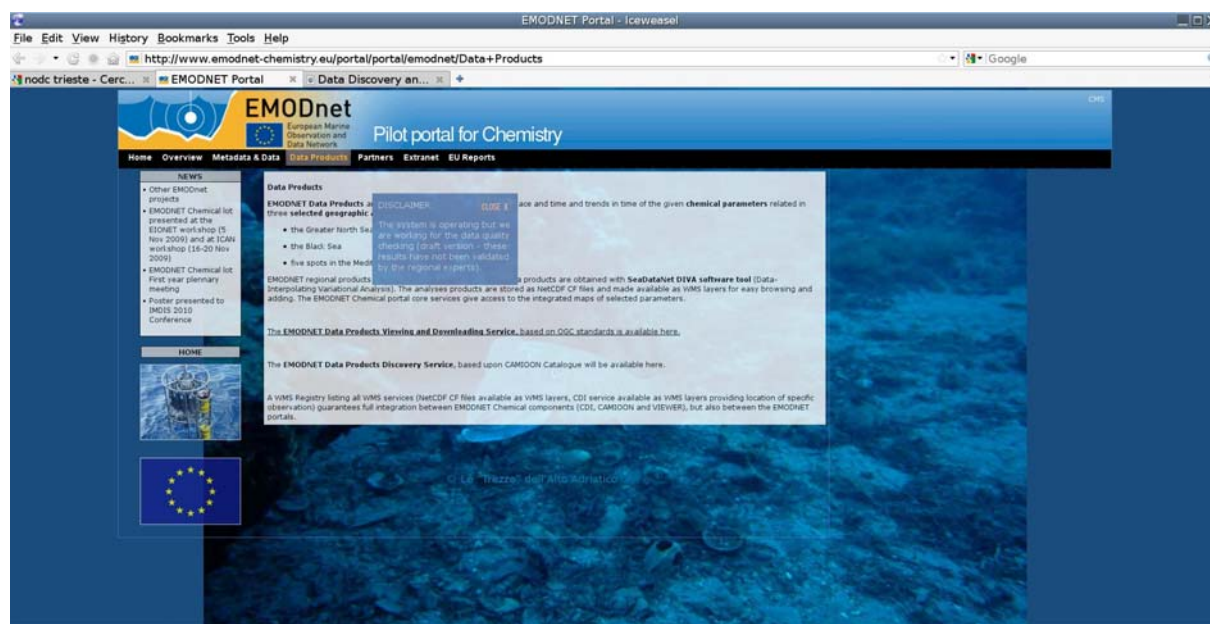 EMODNET Portal - Iceweasel
File Edit View History Bookmarks Tools Help
http://www.emodnet-chemistry.eu/portal/portal/emodnet/Data+Products
Google
nodc trieste - Cerc...
EMODNET Portal
Data Discovery an...
CMS
EMODnet
European Marine
Observation and
Data Network
Pilot portal for Chemistry
Home Overview Metadata & Data Data Products Partners Extranet EU Reports
NEWS
• Other EMODnet
projects
• EMODNET Chemical lot
presented at the
EIONET workshop (5
Nov 2009) and at ICAN
workshop (16-20 Nov
2009)
• EMODNET Chemical lot
First year plennary
meeting
• Poster presented to
IMDIS 2010
Conference
HOME
Data Products
EMODNET Data Products a
ace and time and trends in time of the given chemical parameters related in
three selected geographic
• the Greater North Sea
• the Black Sea
• five spots in the Medit
DISCLAIMER
CLOSE X
The system is operating but we
are working for the data quality
checking (draft version - these
results have not been validated
by the regional experts).
EMODNET regional products
a products are obtained with SeaDataNet DIVA software tool (Data-
Interpolating Variational Analysis). The analyses products are stored as NetCDF CF files and made available as WMS layers for easy browsing and
adding. The EMODNET Chemical portal core services give access to the integrated maps of selected parameters.
The EMODNET Data Products Viewing and Downloading Service, based on OGC standards is available here.
The EMODNET Data Products Discovery Service, based upon CAMIOON Catalogue will be available here.
A WMS Registry listing all WMS services (NetCDF CF files available as WMS layers, CDI service available as WMS layers providing location of specific
observation) guarantees full integration between EMODNET Chemical components (CDI, CAMIOON and VIEWER), but also between the EMODNET
portals.
© Le "Trezze" dell'Alto Adriatico